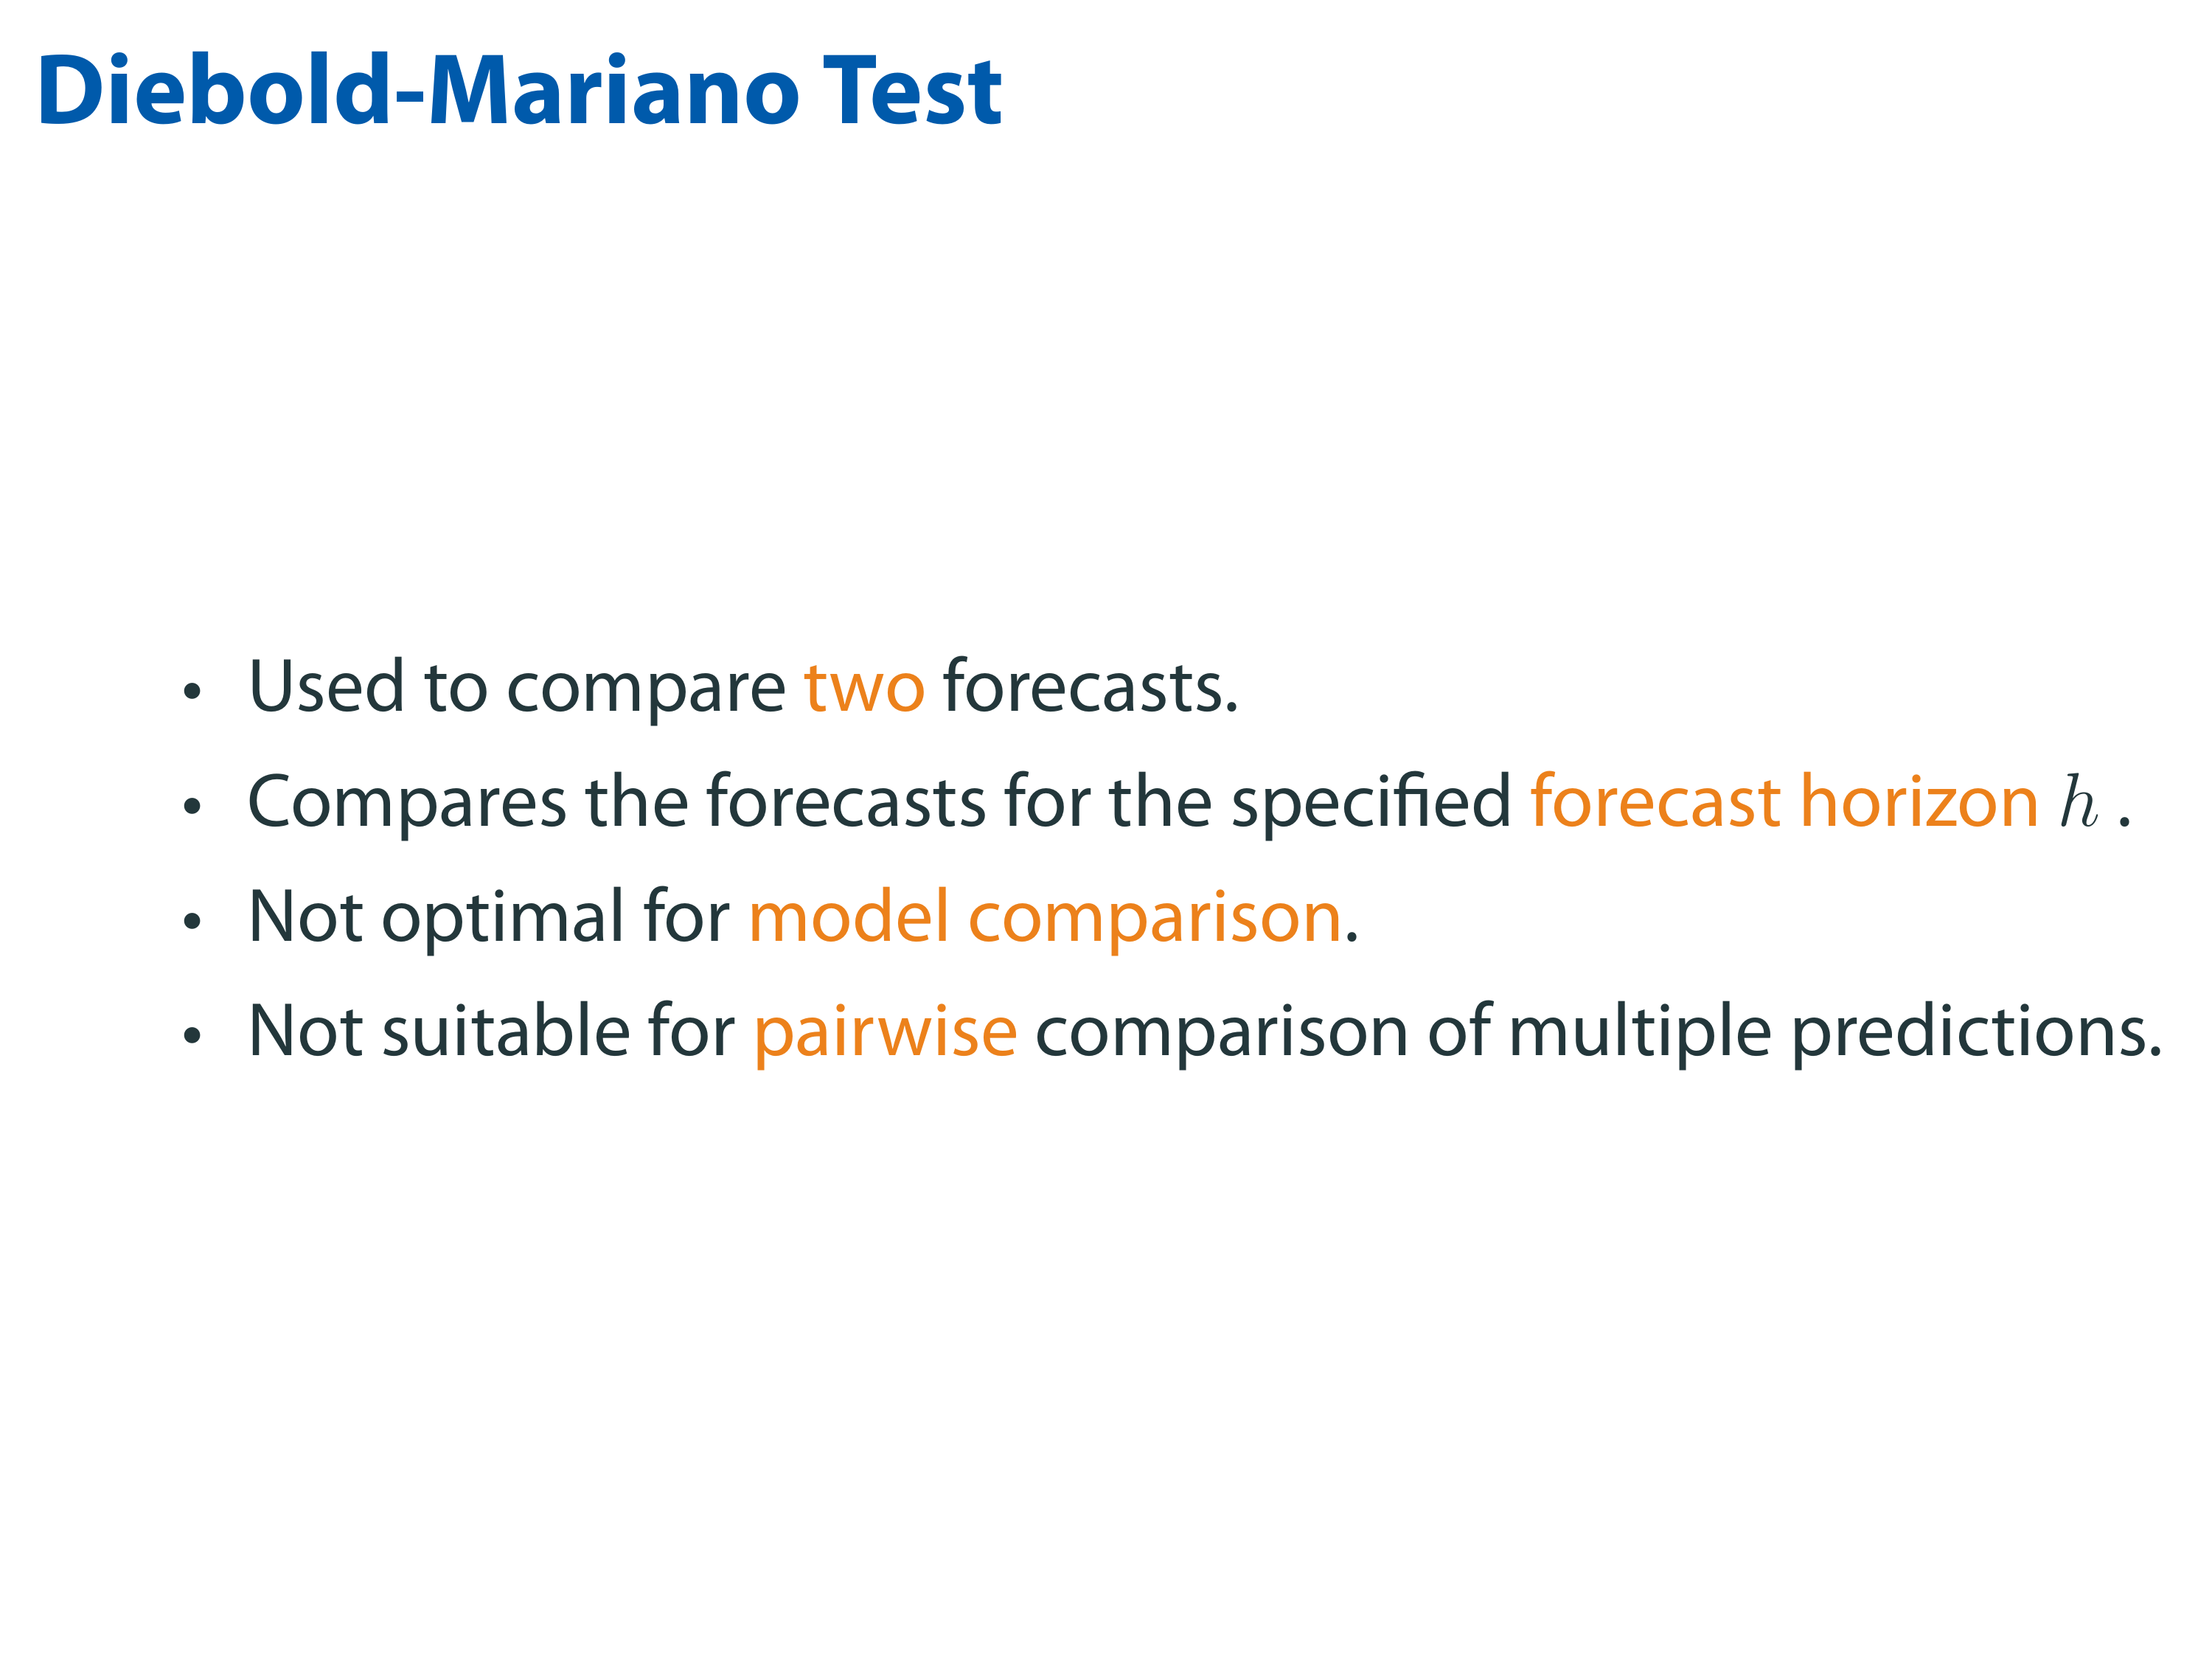 Diebold-Mariano Test
• Used to compare two forecasts.
• Compares the forecasts for the specified forecast horizon h .
• Not optimal for model comparison.
• Not suitable for pairwise comparison of multiple predictions.